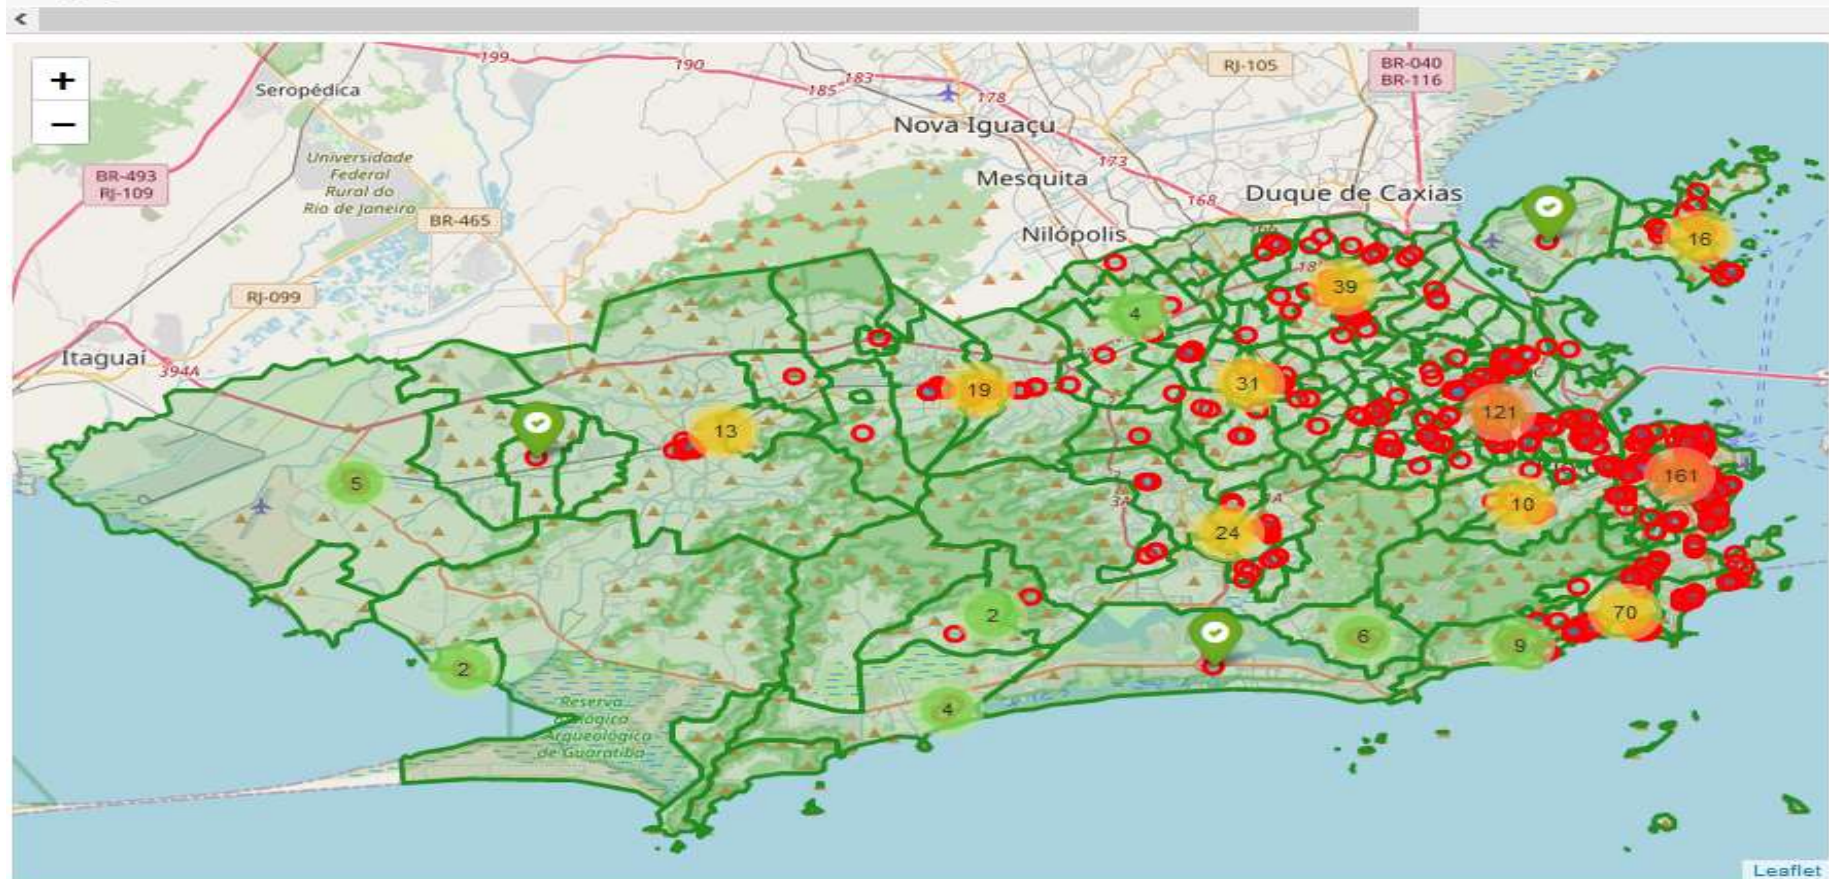 +
−
199
190
183
185
178
RJ-105
BR-040
BR-116
Seropédica
Nova Iguaçu
Universidade
Federal
Rural do
Rio de Janeiro
BR-493
RJ-109
173
Mesquita
168
Duque de Caxias
BR-465
Nilópolis
16
RJ-099
39
4
Itaguaí
394A
31
19
121
13
161
5
3A
10
24
2
70
6
9
2
4
Reserva
Arqueológica
de Guaratiba
Leaflet